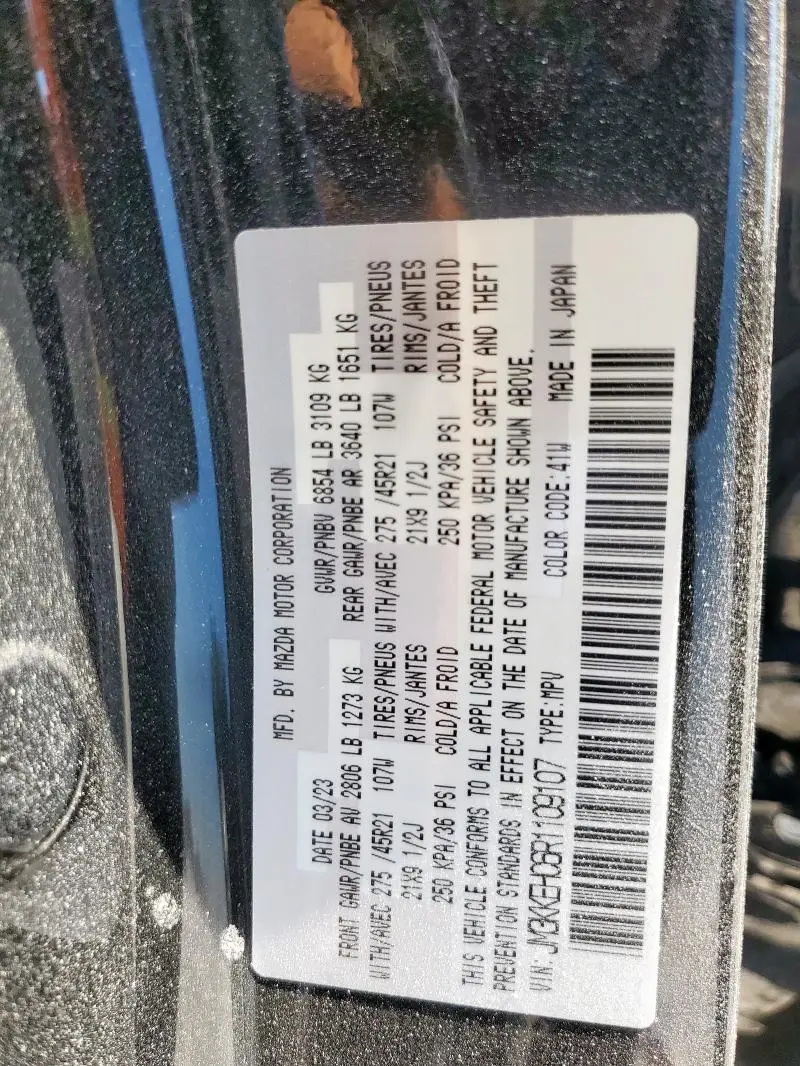 MFD. BY MAZDA MOTOR CORPORATION
DATE 03/23 GVWR/PNBV 6854 LB 3109 KG
FRONT GAWR/PNBE AV 2806 LB 1273 KG REAR GAWR/PNBE AR 3640 LB 1651 KG
WITH/AVEC 275 /45R21 107W TIRES/PNEUS WITH/AVEC 275 /45R21 107W TIRES/PNEUS
21X9 1/2J RIMS/JANTES 21X9 1/2J RIMS/JANTES
250 KPA/36 PSI COLD/A FROID 250 KPA/36 PSI COLD/A FROID
THIS VEHICLE CONFORMS TO ALL APPLICABLE FEDERAL MOTOR VEHICLE SAFETY AND THEFT
PREVENTION STANDARDS IN EFFECT ON THE DATE OF MANUFACTURE SHOWN ABOVE.
VIN: JM3KKEHD6R1109107 TYPE:MPV COLOR CODE:41W MADE IN JAPAN